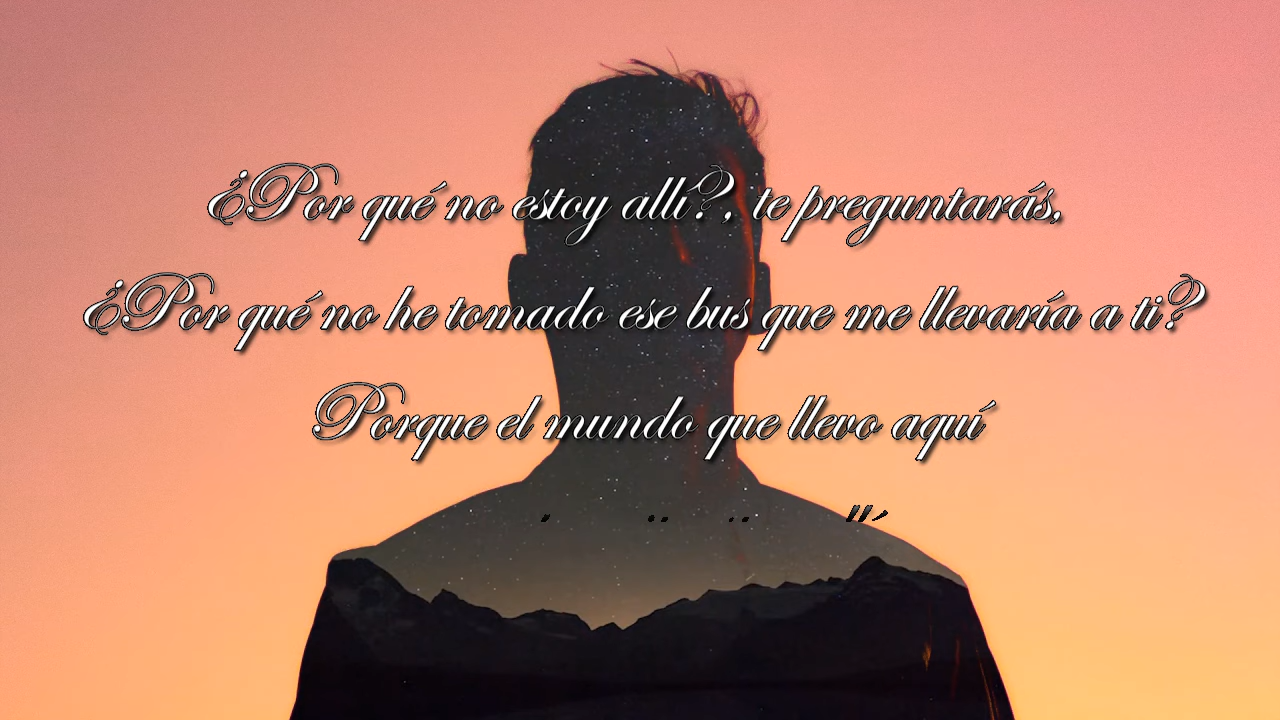 ¿Por qué no estoy allí?, te preguntarás,
¿Por qué no he tomado ese bus que me llevaría a ti?
Porque el mundo que llevo aquí